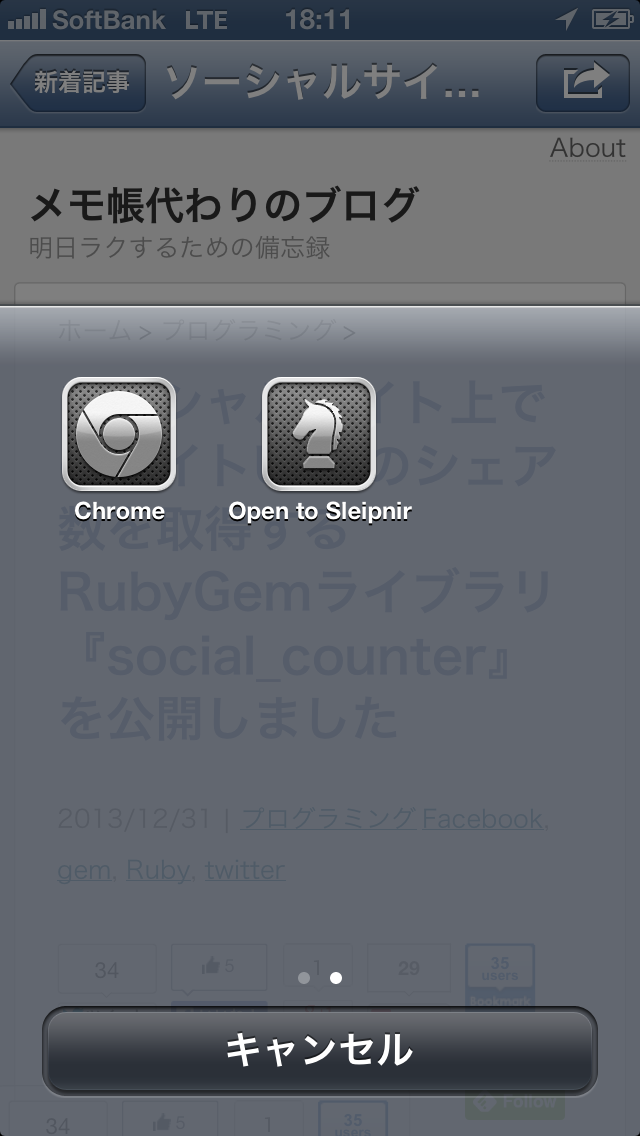 SoftBank LTE 18:11
新着記事 ソーシャルサイ...
About
メモ帳代わりのブログ
明日ラクするための備忘録
ホーム > プログラミング >
シャ イト上で
イト のシェア
Chrome Open to Sleipnir
数を取得する
RubyGemライブラリ
『social_counter』
を公開しました
2013/12/31 | プログラミング Facebook,
gem, Ruby, twitter
34 5 1 29 35
users
Bookmark
キャンセル
Follow
34 5 1 35